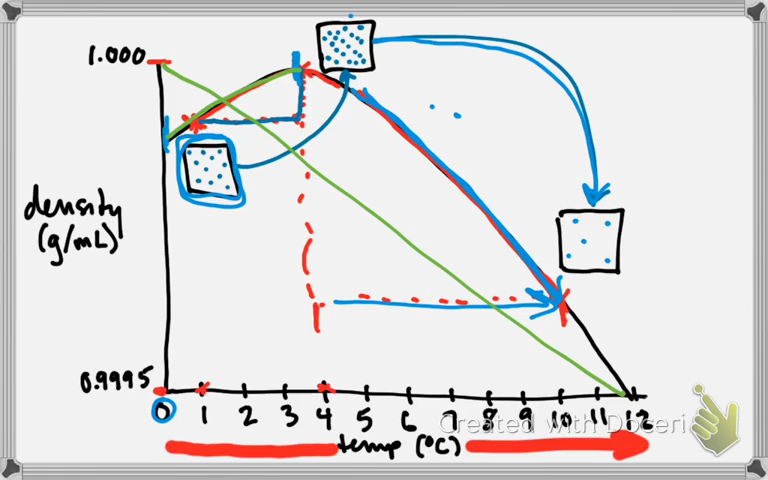 1.000
density
(g/mL)
0.9995
0 1 2 3 4 5 6 7 8 9 10 11 12
temp (°C)
Created with Doceri